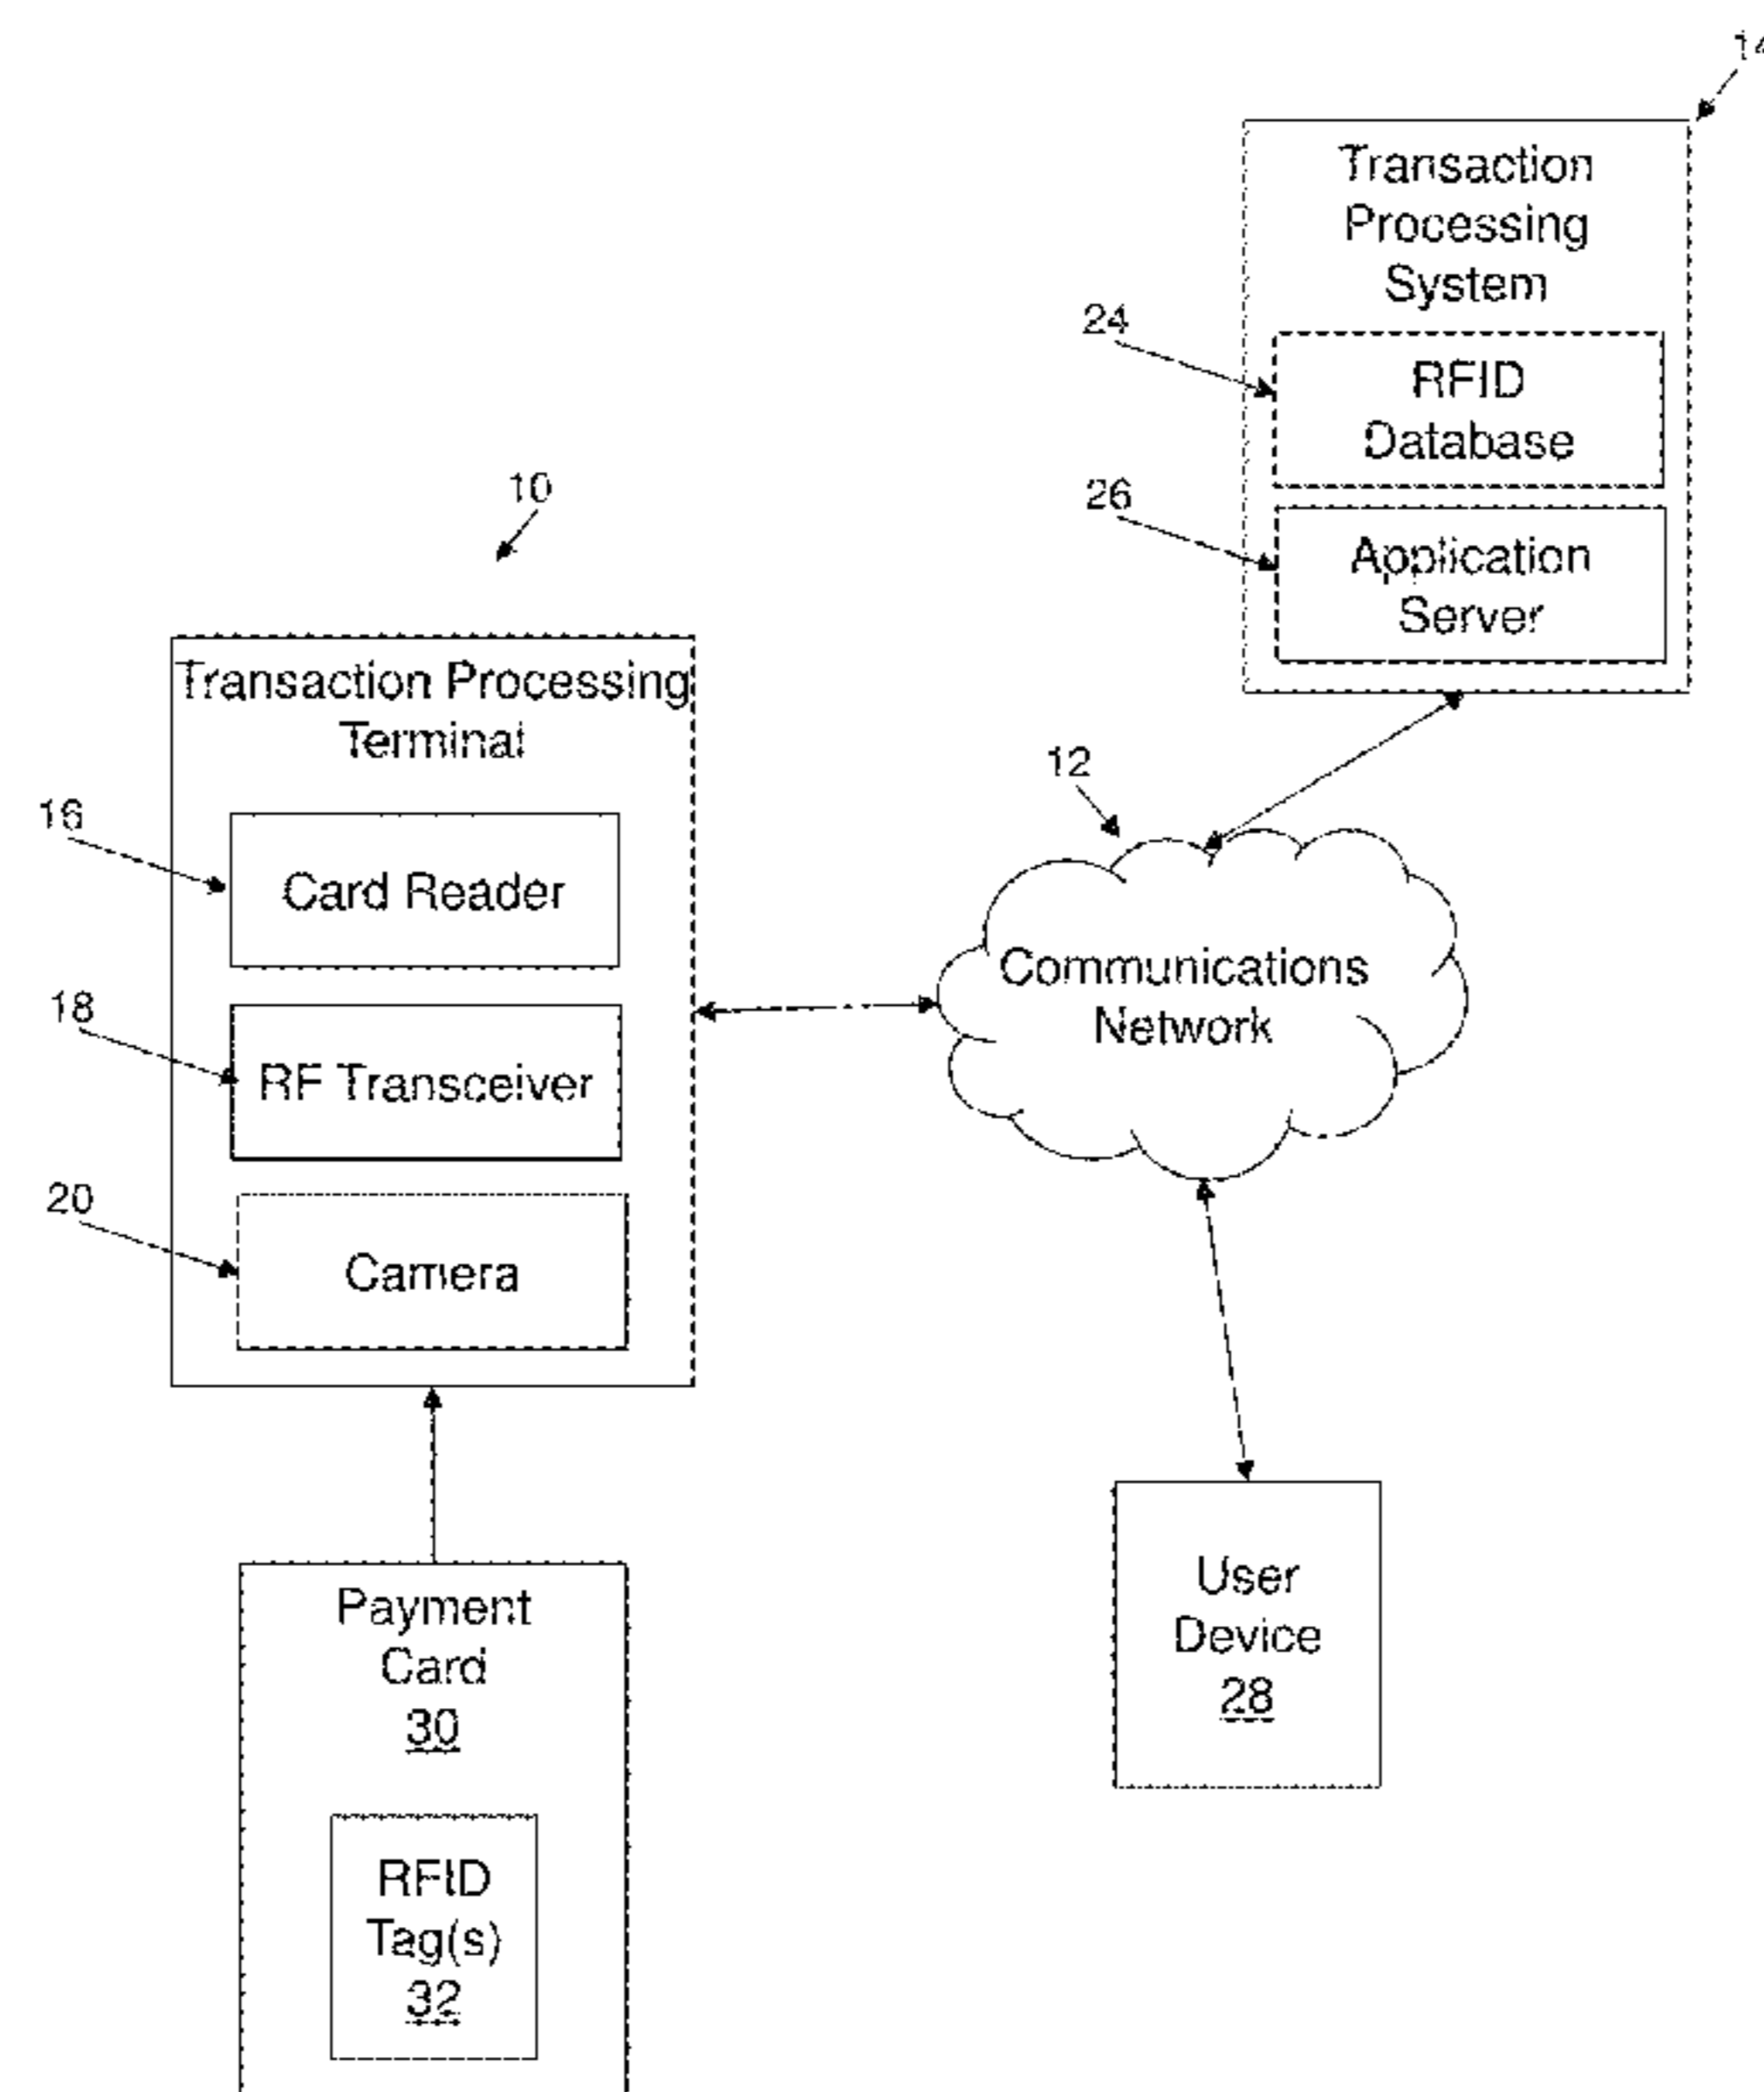 14
Transaction
Processing
System
24
RFID
Database
26
Application
Server
10
Transaction Processing
Terminal
16
Card Reader
18
RF Transceiver
20
Camera
12
Communications
Network
User
Device
28
Payment
Card
30
RFID
Tag(s)
32